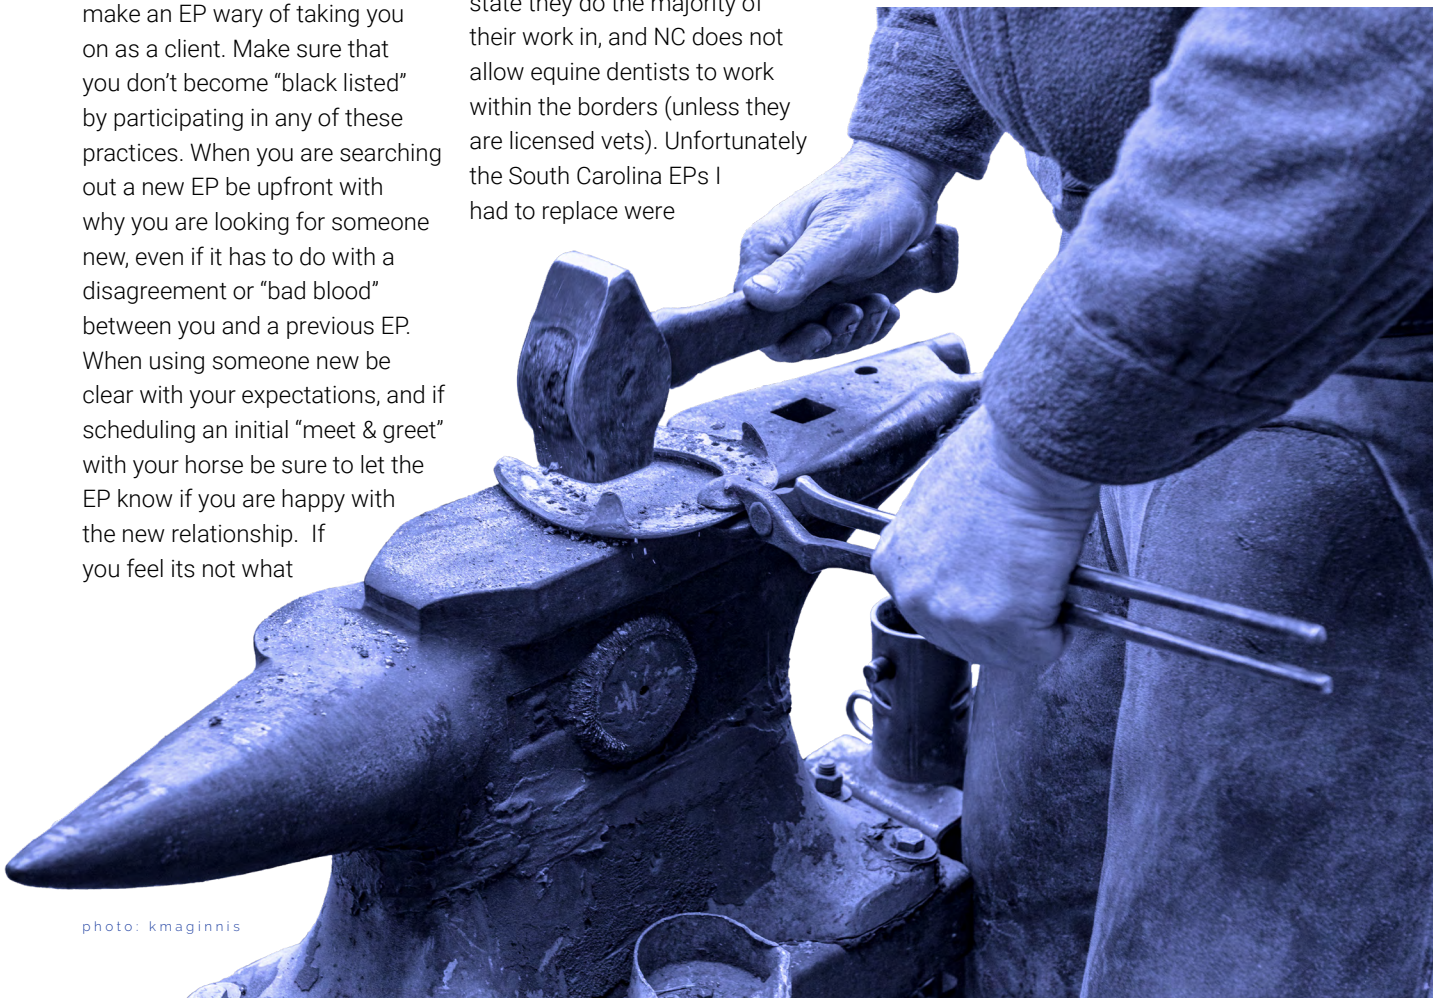 make an EP wary of taking you
on as a client. Make sure that
you don’t become “black listed”
by participating in any of these
practices. When you are searching
out a new EP be upfront with
why you are looking for someone
new, even if it has to do with a
disagreement or “bad blood”
between you and a previous EP.
When using someone new be
clear with your expectations, and if
scheduling an initial “meet & greet”
with your horse be sure to let the
EP know if you are happy with
the new relationship.  If
you feel its not what
state they do the majority of
their work in, and NC does not
allow equine dentists to work
within the borders (unless they
are licensed vets). Unfortunately
the South Carolina EPs I
had to replace were
photo: kmaginnis